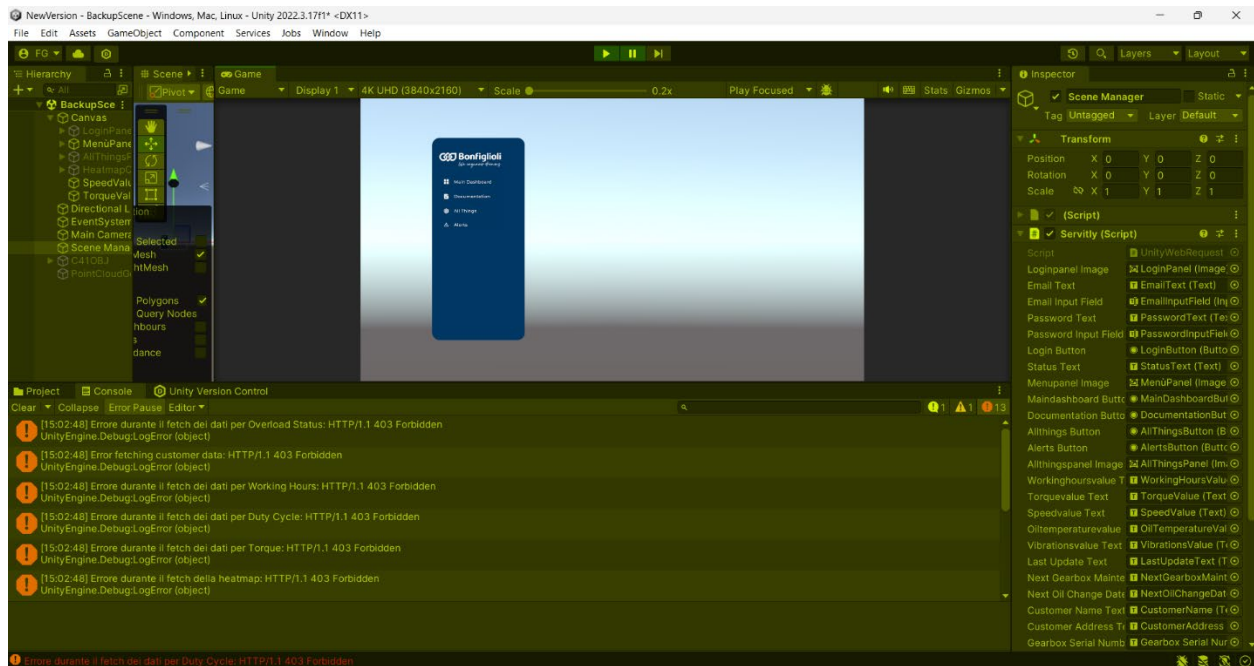 NewVersion - BackupScene - Windows, Mac, Linux - Unity 2022.3.17f1* <DX11>
File Edit Assets GameObject Component Services Jobs Window Help
FG
Layers Layout
Hierarchy
All
BackupSce
Canvas
LoginPane
MenùPane
AllThingsP
HeatmapC
SpeedValu
TorqueVal
Directional L
EventSystem
Main Camera
Scene Mana
C41OBJ
PointCloudG
Scene
Pivot
tion
Selected
Mesh
htMesh
Polygons
Query Nodes
hbours
s
dance
Game
Game Display 1 4K UHD (3840x2160) Scale 0.2x Play Focused Stats Gizmos
Bonfiglioli
Main Dashboard
Documentation
All Things
Alerts
Project Console Unity Version Control
Clear Collapse Error Pause Editor 1 1 13
[15:02:48] Errore durante il fetch dei dati per Overload Status: HTTP/1.1 403 Forbidden
UnityEngine.Debug:LogError (object)
[15:02:48] Error fetching customer data: HTTP/1.1 403 Forbidden
UnityEngine.Debug:LogError (object)
[15:02:48] Errore durante il fetch dei dati per Working Hours: HTTP/1.1 403 Forbidden
UnityEngine.Debug:LogError (object)
[15:02:48] Errore durante il fetch dei dati per Duty Cycle: HTTP/1.1 403 Forbidden
UnityEngine.Debug:LogError (object)
[15:02:48] Errore durante il fetch dei dati per Torque: HTTP/1.1 403 Forbidden
UnityEngine.Debug:LogError (object)
[15:02:48] Errore durante il fetch della heatmap: HTTP/1.1 403 Forbidden
UnityEngine.Debug:LogError (object)
Errore durante il fetch dei dati per Duty Cycle: HTTP/1.1 403 Forbidden
Inspector
Scene Manager Static
Tag Untagged Layer Default
Transform
Position X 0 Y 0 Z 0
Rotation X 0 Y 0 Z 0
Scale X 1 Y 1 Z 1
(Script)
Servitly (Script)
Script UnityWebRequest
Loginpanel Image LoginPanel (Image)
Email Text EmailText (Text)
Email Input Field EmailInputField (Inp
Password Text PasswordText (Te
Password Input Field PasswordInputFiel
Login Button LoginButton (Butto
Status Text StatusText (Text)
Menupanel Image MenùPanel (Image
Maindashboard Butto MainDashboardBut
Documentation Butto DocumentationBut
Allthings Button AllThingsButton (B
Alerts Button AlertsButton (Butto
Allthingspanel Image AllThingsPanel (Im
Workinghoursvalue T WorkingHoursValu
Torquevalue Text TorqueValue (Text
Speedvalue Text SpeedValue (Text)
Oiltemperaturevalue OilTemperatureVal
Vibrationsvalue Text VibrationsValue (T
Last Update Text LastUpdateText (T
Next Gearbox Mainte NextGearboxMaint
Next Oil Change Date NextOilChangeDat
Customer Name Text CustomerName (Te
Customer Address Te CustomerAddress
Gearbox Serial Numb Gearbox Serial Nur